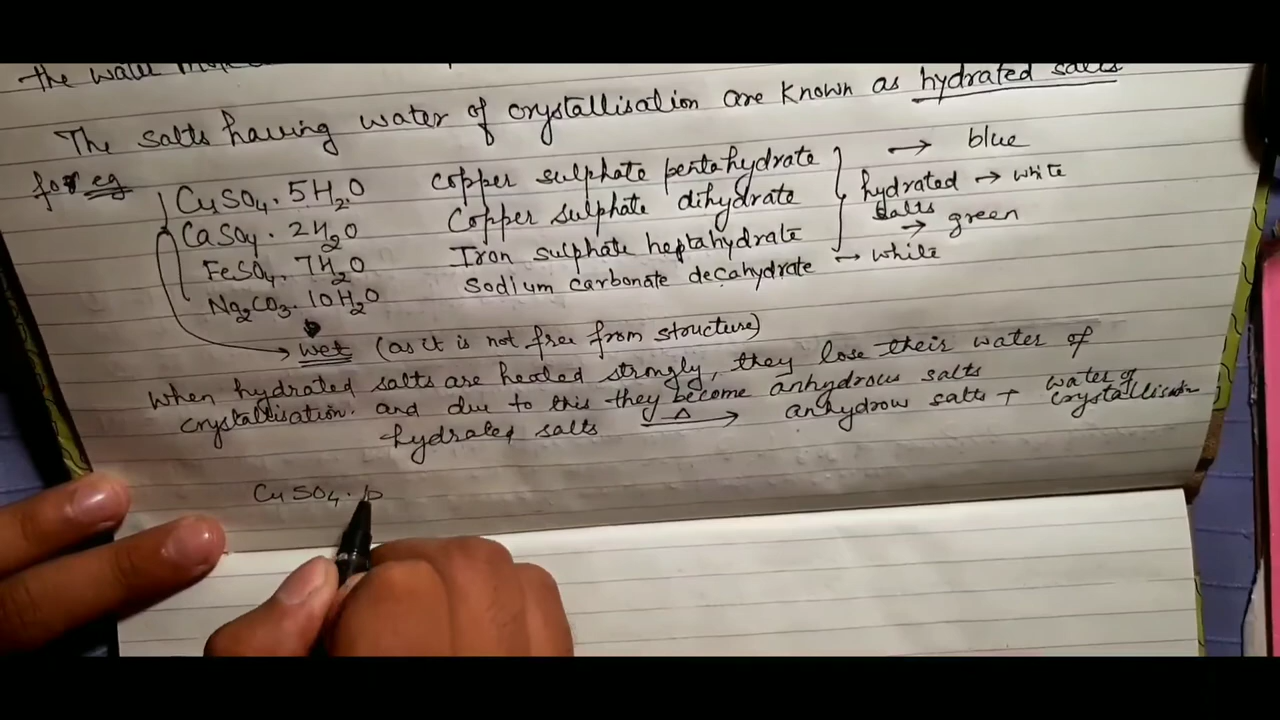 the water
The salts having water of crystallisation are known as hydrated salts
for eg
CuSO4 . 5H2O Copper sulphate pentahydrate → blue
CaSO4 . 2H2O Copper sulphate dihydrate hydrated salts → white
FeSO4 . 7H2O Iron sulphate heptahydrate → green
Na2CO3 . 10H2O Sodium carbonate decahydrate → white
→ wet (as it is not free from structure)
When hydrated salts are heated strongly, they lose their water of
crystallisation. and due to this they become anhydrous salts
hydrated salts Δ→ anhydrow salts + water of crystallisation
CuSO4 .